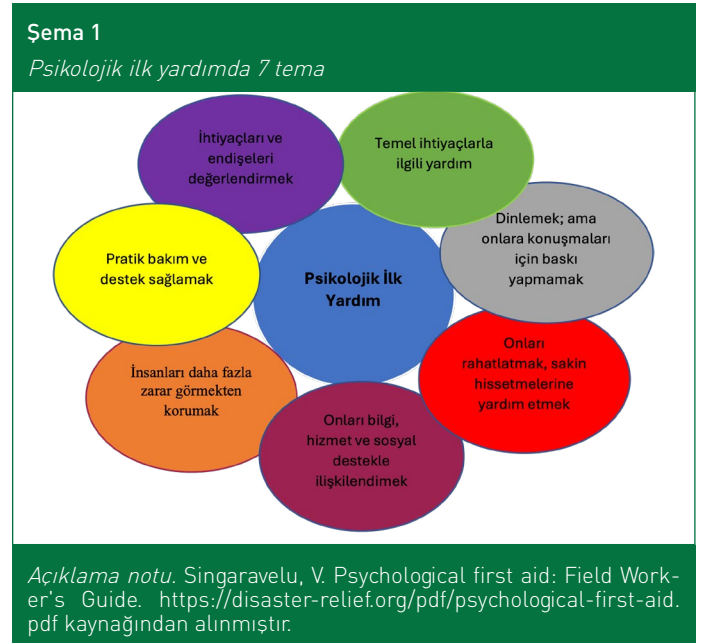 Şema 1
Psikolojik ilk yardımda 7 tema
İhtiyaçları ve
endişeleri
değerlendirmek
Temel ihtiyaçlarla
ilgili yardım
Dinlemek; ama
onlara konuşmaları
için baskı
yapmamak
Pratik bakım ve
destek sağlamak
Psikolojik İlk
Yardım
Onları
rahatlatmak, sakin
hissetmelerine
yardım etmek
İnsanları daha fazla
zarar görmekten
korumak
Onları bilgi,
hizmet ve sosyal
destekle
ilişkilendimek
Açıklama notu. Singaravelu, V. Psychological first aid: Field Work-
er's Guide. https://disaster-relief.org/pdf/psychological-first-aid.
pdf kaynağından alınmıştır.